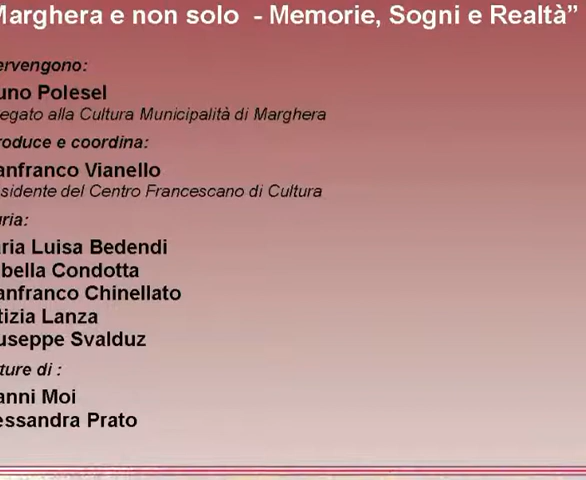 Marghera e non solo - Memorie, Sogni e Realtà”
ervengono:
uno Polesel
egato alla Cultura Municipalità di Marghera
roduce e coordina:
anfranco Vianello
sidente del Centro Francescano di Cultura
uria:
aria Luisa Bedendi
bella Condotta
anfranco Chinellato
tizia Lanza
useppe Svalduz
ture di :
anni Moi
essandra Prato